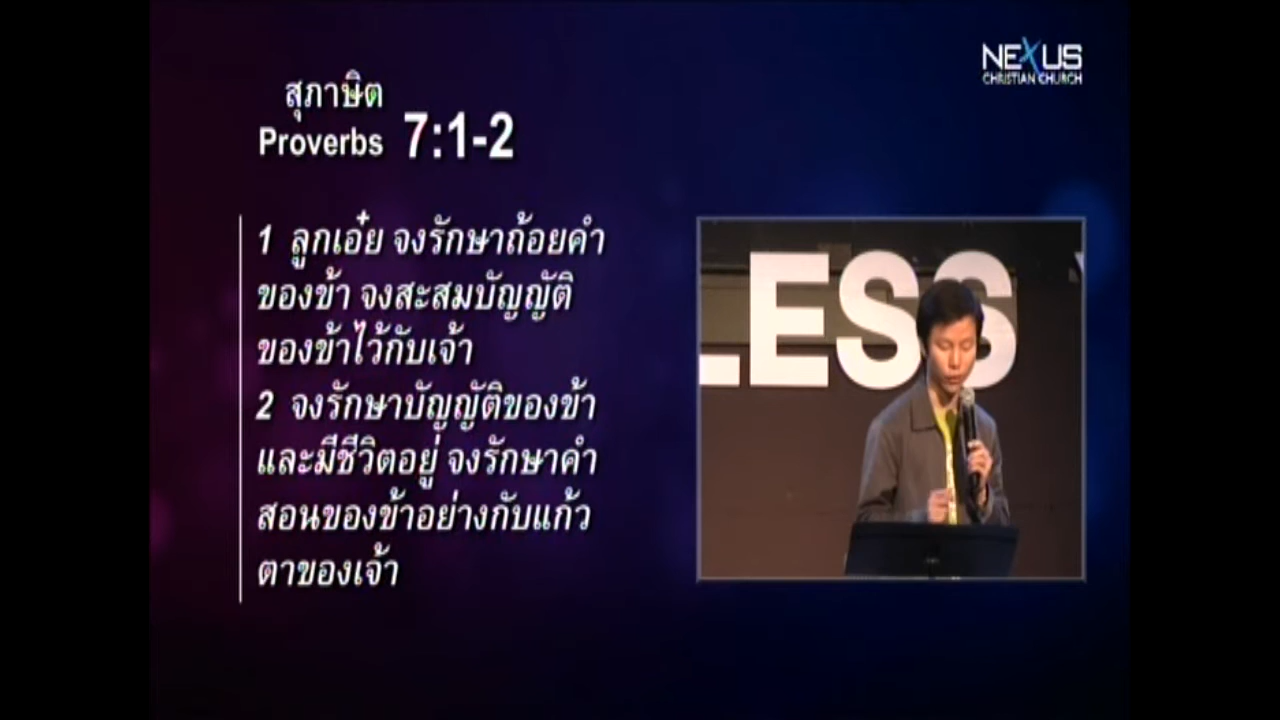 NEXUS
CHRISTIAN CHURCH
สุภาษิต
Proverbs 7:1-2
1 ลูกเอ๋ย จงรักษาถ้อยคำ
ของข้า จงสะสมบัญญัติ
ของข้าไว้กับเจ้า
2 จงรักษาบัญญัติของข้า
และมีชีวิตอยู่ จงรักษาคำ
สอนของข้าอย่างกับแก้ว
ตาของเจ้า
LESS